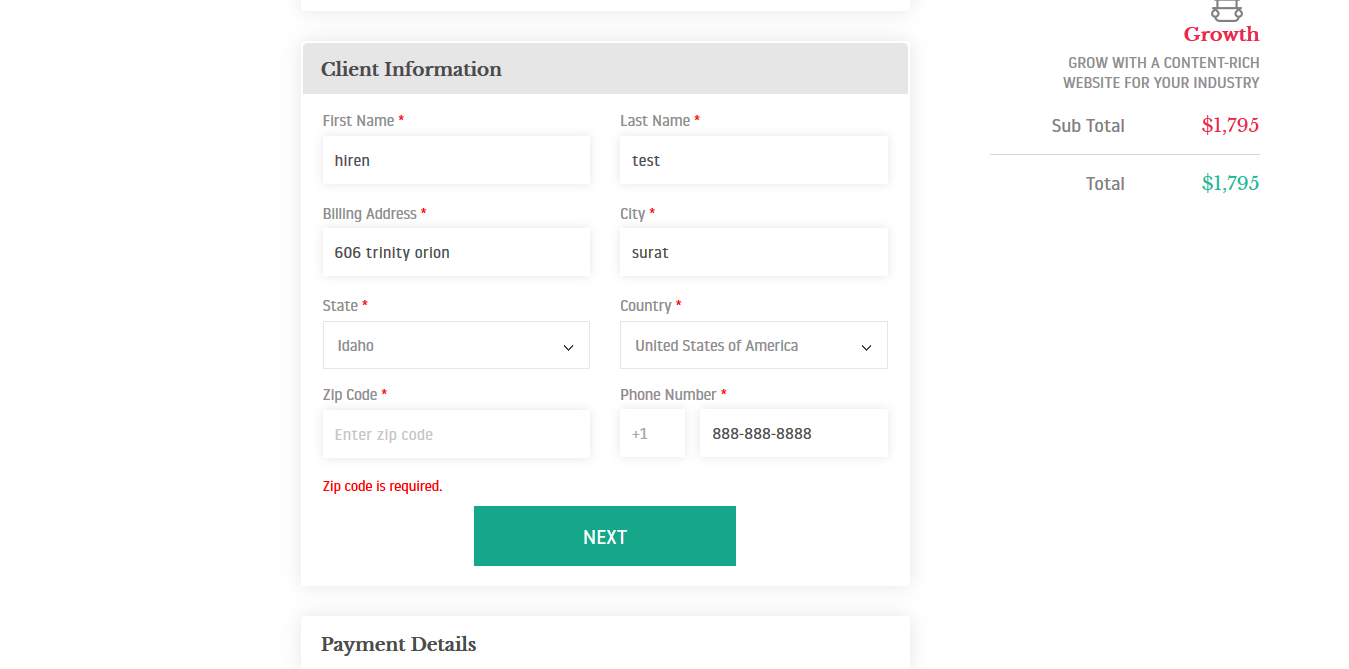 Client Information
First Name *
Last Name *
hiren
test
Billing Address *
City *
606 trinity orion
surat
State *
Country *
Idaho
United States of America
Zip Code *
Phone Number *
Enter zip code
+1
888-888-8888
Zip code is required.
NEXT
Payment Details
Growth
GROW WITH A CONTENT-RICH
WEBSITE FOR YOUR INDUSTRY
Sub Total
$1,795
Total
$1,795